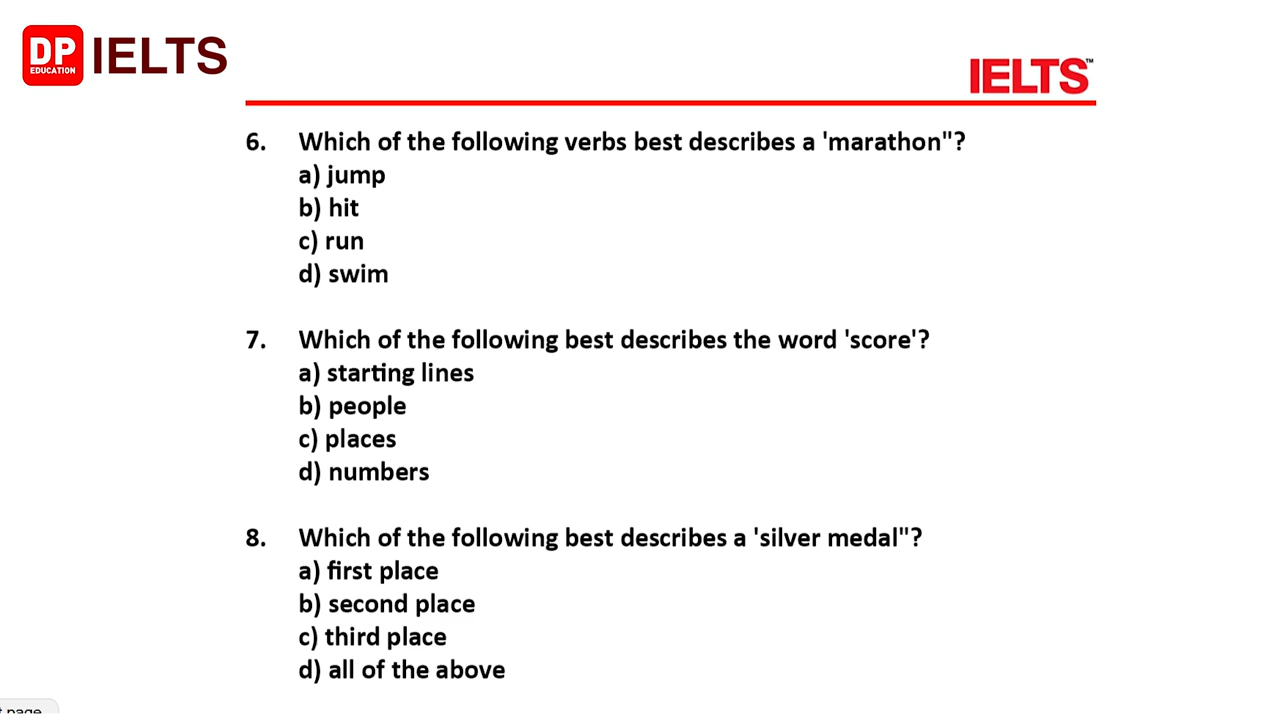 DP
EDUCATION
IELTS
IELTS™
6. Which of the following verbs best describes a 'marathon"?
a) jump
b) hit
c) run
d) swim
7. Which of the following best describes the word 'score'?
a) starting lines
b) people
c) places
d) numbers
8. Which of the following best describes a 'silver medal"?
a) first place
b) second place
c) third place
d) all of the above
page